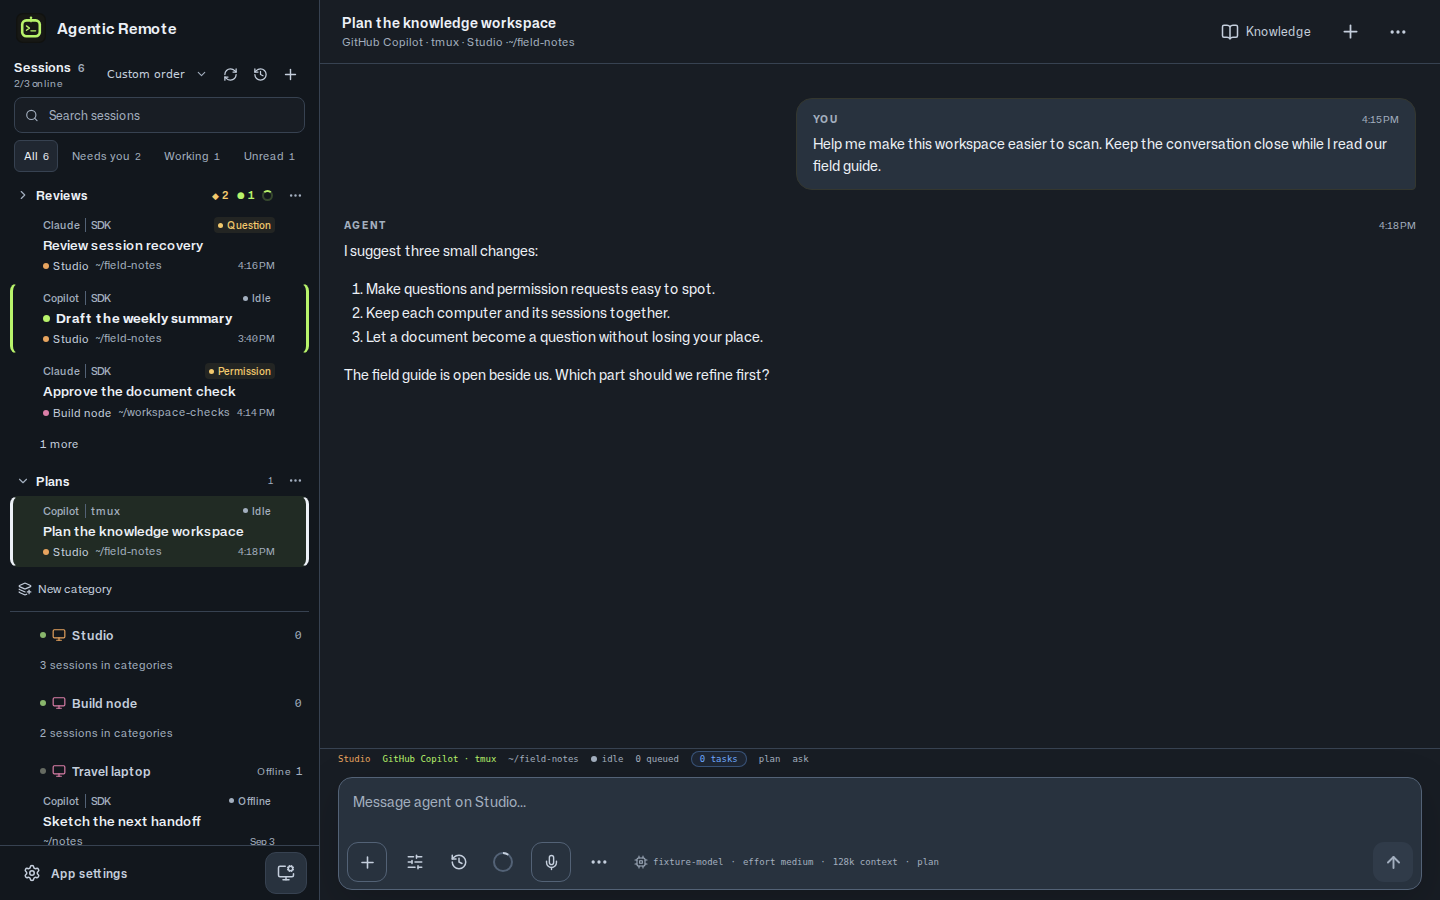 Agentic Remote
Sessions 6
2/3 online
Custom order
Search sessions
All 6
Needs you 2
Working 1
Unread 1
Reviews
2
1
Claude | SDK
Question
Review session recovery
Studio ~/field-notes
4:16 PM
Copilot | SDK
Idle
Draft the weekly summary
Studio ~/field-notes
3:40 PM
Claude | SDK
Permission
Approve the document check
Build node ~/workspace-checks
4:14 PM
1 more
Plans
1
Copilot | tmux
Idle
Plan the knowledge workspace
Studio ~/field-notes
4:18 PM
New category
Studio
0
3 sessions in categories
Build node
0
2 sessions in categories
Travel laptop
Offline 1
Copilot | SDK
Offline
Sketch the next handoff
~/notes
Sep 3
App settings
Plan the knowledge workspace
GitHub Copilot · tmux · Studio · ~/field-notes
Knowledge
YOU
4:15 PM
Help me make this workspace easier to scan. Keep the conversation close while I read our
field guide.
AGENT
4:18 PM
I suggest three small changes:
1. Make questions and permission requests easy to spot.
2. Keep each computer and its sessions together.
3. Let a document become a question without losing your place.
The field guide is open beside us. Which part should we refine first?
Studio GitHub Copilot · tmux ~/field-notes idle 0 queued 0 tasks plan ask
Message agent on Studio...
fixture-model · effort medium · 128k context · plan